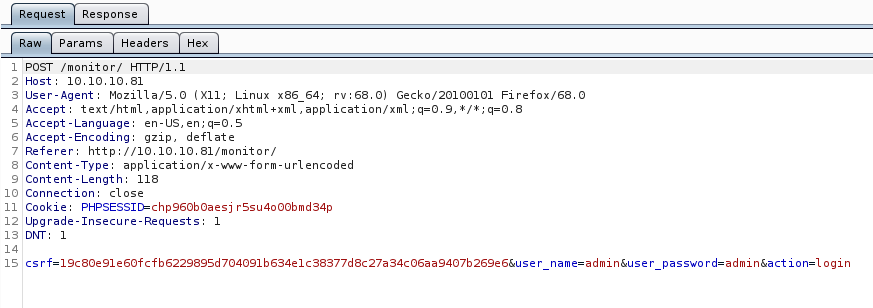 Request Response
Raw Params Headers Hex
1 POST /monitor/ HTTP/1.1
2 Host: 10.10.10.81
3 User-Agent: Mozilla/5.0 (X11; Linux x86_64; rv:68.0) Gecko/20100101 Firefox/68.0
4 Accept: text/html,application/xhtml+xml,application/xml;q=0.9,*/*;q=0.8
5 Accept-Language: en-US,en;q=0.5
6 Accept-Encoding: gzip, deflate
7 Referer: http://10.10.10.81/monitor/
8 Content-Type: application/x-www-form-urlencoded
9 Content-Length: 118
10 Connection: close
11 Cookie: PHPSESSID=chp960b0aesjr5su4o00bmd34p
12 Upgrade-Insecure-Requests: 1
13 DNT: 1
14
15 csrf=19c80e91e60fcfb6229895d704091b634e1c38377d8c27a34c06aa9407b269e6&user_name=admin&user_password=admin&action=login